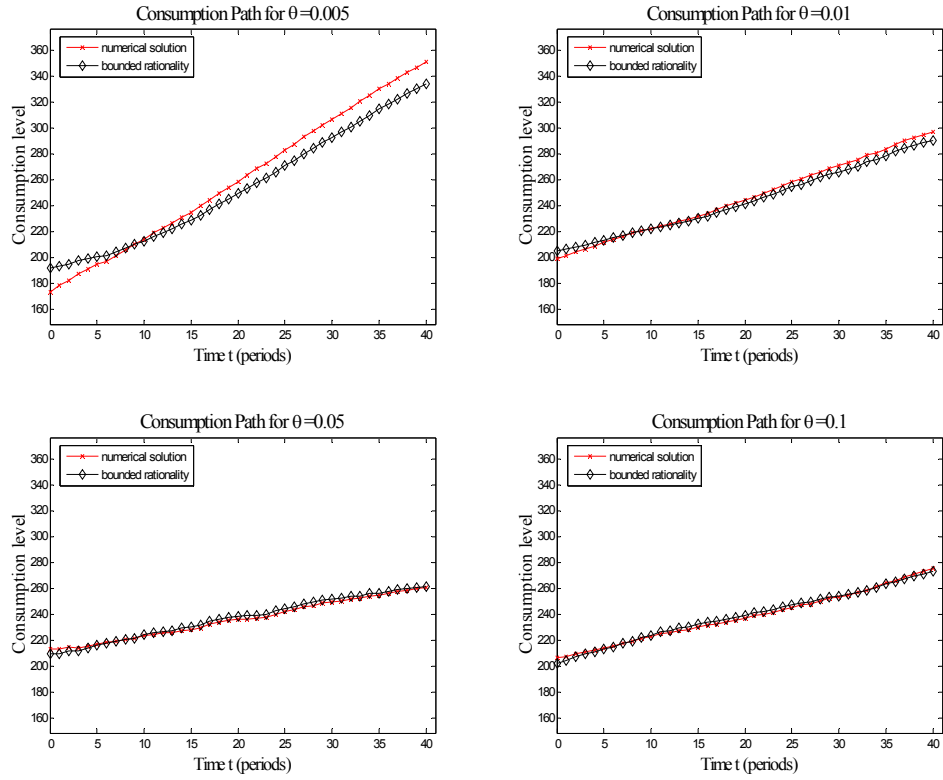 Consumption Path for θ=0.005
numerical solution
bounded rationality
Consumption level
360
340
320
300
280
260
240
220
200
180
160
0 5 10 15 20 25 30 35 40
Time t (periods)
Consumption Path for θ=0.01
numerical solution
bounded rationality
Consumption level
360
340
320
300
280
260
240
220
200
180
160
0 5 10 15 20 25 30 35 40
Time t (periods)
Consumption Path for θ=0.05
numerical solution
bounded rationality
Consumption level
360
340
320
300
280
260
240
220
200
180
160
0 5 10 15 20 25 30 35 40
Time t (periods)
Consumption Path for θ=0.1
numerical solution
bounded rationality
Consumption level
360
340
320
300
280
260
240
220
200
180
160
0 5 10 15 20 25 30 35 40
Time t (periods)